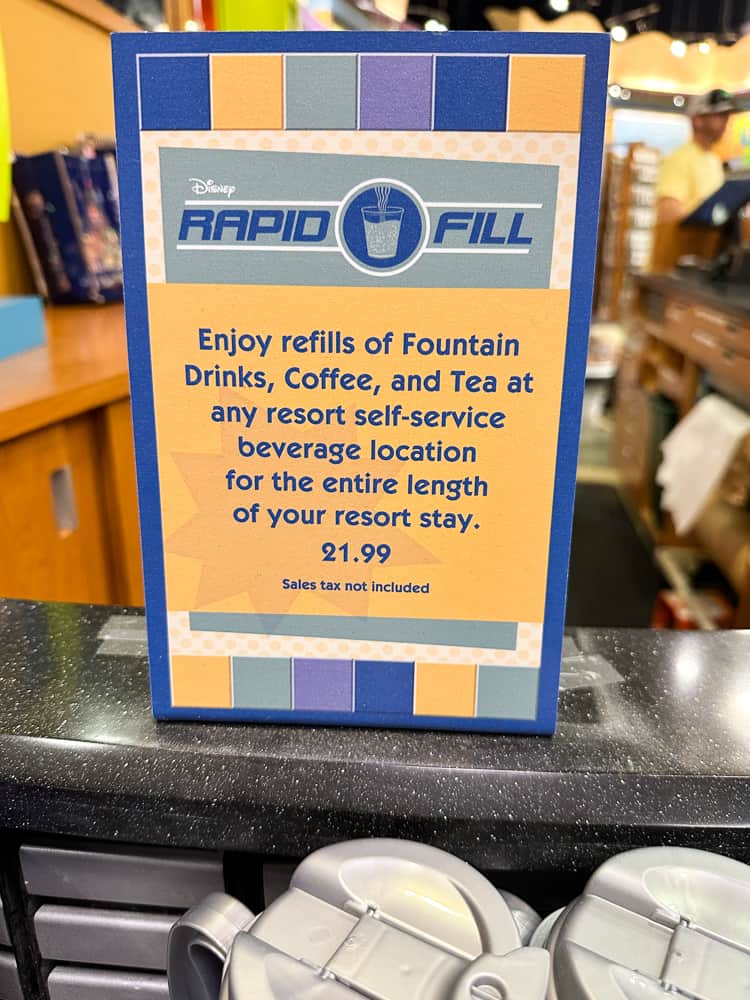 Disney
RAPID FILL
Enjoy refills of Fountain
Drinks, Coffee, and Tea at
any resort self-service
beverage location
for the entire length
of your resort stay.
21.99
Sales tax not included